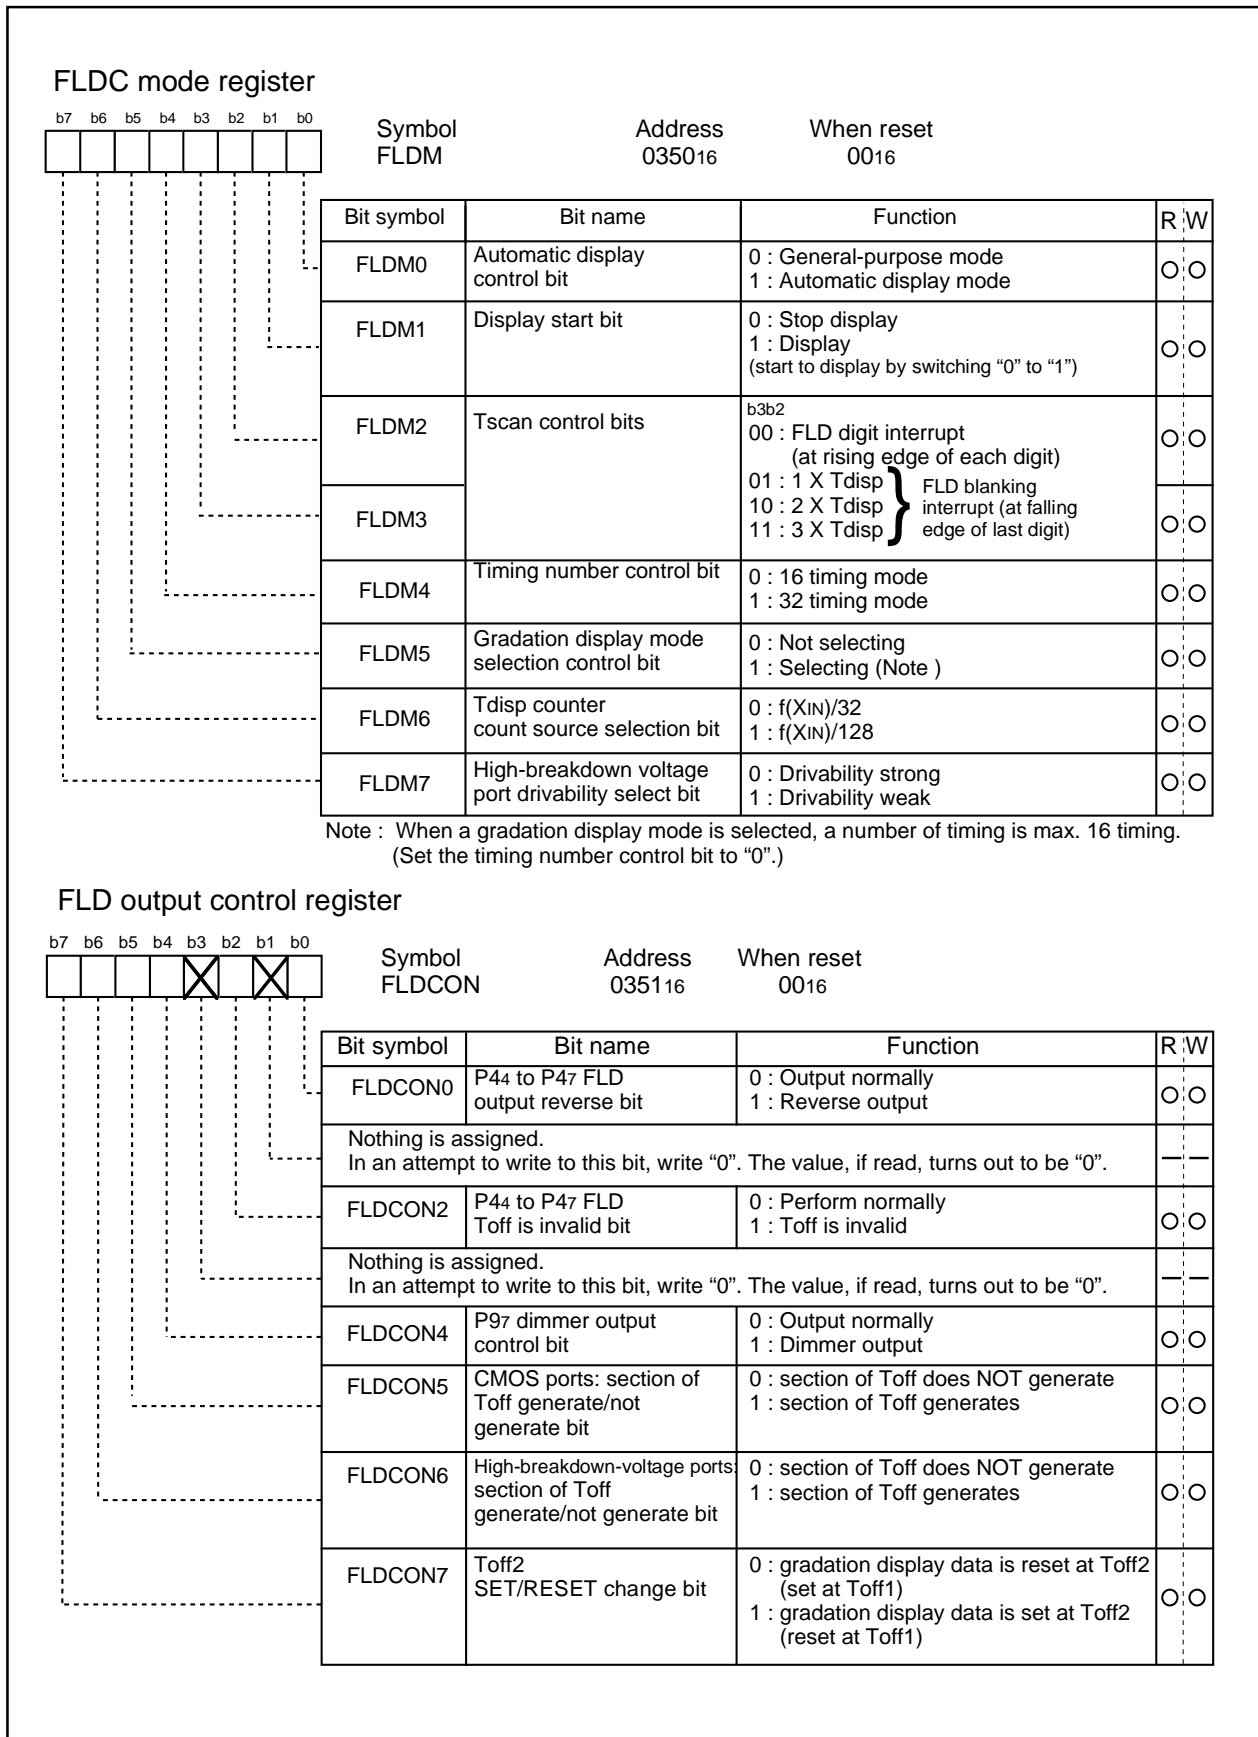 FLDC mode register
b7 b6 b5 b4 b3 b2 b1 b0
Symbol Address When reset
FLDM 035016 0016
Bit symbol Bit name Function R W
FLDM0 Automatic display control bit 0 : General-purpose mode
1 : Automatic display mode
FLDM1 Display start bit 0 : Stop display
1 : Display
(start to display by switching “0” to “1”)
FLDM2 Tscan control bits b3b2
00 : FLD digit interrupt
(at rising edge of each digit)
01 : 1 X Tdisp
10 : 2 X Tdisp
11 : 3 X Tdisp
} FLD blanking
interrupt (at falling
edge of last digit)
FLDM3
FLDM4 Timing number control bit 0 : 16 timing mode
1 : 32 timing mode
FLDM5 Gradation display mode
selection control bit
0 : Not selecting
1 : Selecting (Note )
FLDM6 Tdisp counter
count source selection bit
0 : f(XIN)/32
1 : f(XIN)/128
FLDM7 High-breakdown voltage
port drivability select bit
0 : Drivability strong
1 : Drivability weak
Note : When a gradation display mode is selected, a number of timing is max. 16 timing.
(Set the timing number control bit to “0”.)
FLD output control register
b7 b6 b5 b4 b3 b2 b1 b0
Symbol Address When reset
FLDCON 035116 0016
Bit symbol Bit name Function R W
FLDCON0 P44 to P47 FLD
output reverse bit
0 : Output normally
1 : Reverse output
Nothing is assigned.
In an attempt to write to this bit, write “0”. The value, if read, turns out to be “0”.
FLDCON2 P44 to P47 FLD
Toff is invalid bit
0 : Perform normally
1 : Toff is invalid
Nothing is assigned.
In an attempt to write to this bit, write “0”. The value, if read, turns out to be “0”.
FLDCON4 P97 dimmer output
control bit
0 : Output normally
1 : Dimmer output
FLDCON5 CMOS ports: section of
Toff generate/not
generate bit
0 : section of Toff does NOT generate
1 : section of Toff generates
FLDCON6 High-breakdown-voltage ports:
section of Toff
generate/not generate bit
0 : section of Toff does NOT generate
1 : section of Toff generates
FLDCON7 Toff2
SET/RESET change bit
0 : gradation display data is reset at Toff2
(set at Toff1)
1 : gradation display data is set at Toff2
(reset at Toff1)